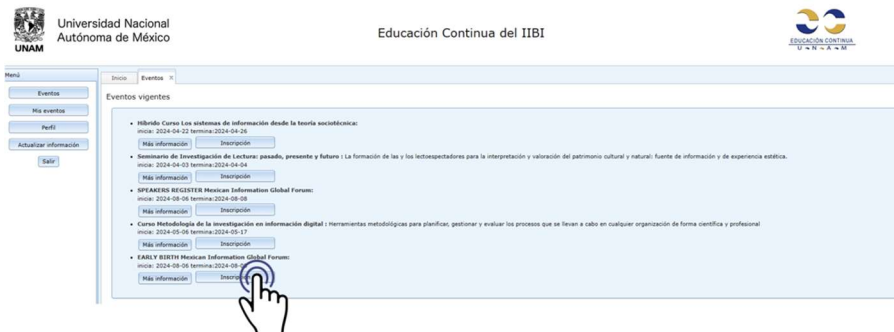 UNAM
Universidad Nacional
Autónoma de México
Educación Continua del IIBI
EDUCACIÓN CONTINUA
U ~ N ~ A ~ M
Menú
Eventos
Mis eventos
Perfil
Actualizar información
Salir
Inicio
Eventos
Eventos vigentes
Híbrido Curso Los sistemas de información desde la teoría sociotécnica:
inicia: 2024-04-22 termina:2024-04-26
Más información Inscripción
Seminario de Investigación de Lectura: pasado, presente y futuro : La formación de las y los lectoespectadores para la interpretación y valoración del patrimonio cultural y natural: fuente de información y de experiencia estética.
inicia: 2024-04-03 termina:2024-04-04
Más información Inscripción
SPEAKERS REGISTER Mexican Information Global Forum:
inicia: 2024-08-06 termina:2024-08-08
Más información Inscripción
Curso Metodología de la investigación en información digital : Herramientas metodológicas para planificar, gestionar y evaluar los procesos que se llevan a cabo en cualquier organización de forma científica y profesional
inicia: 2024-05-06 termina:2024-05-17
Más información Inscripción
EARLY BIRTH Mexican Information Global Forum:
inicia: 2024-08-06 termina:2024-08-0
Más información Inscripción